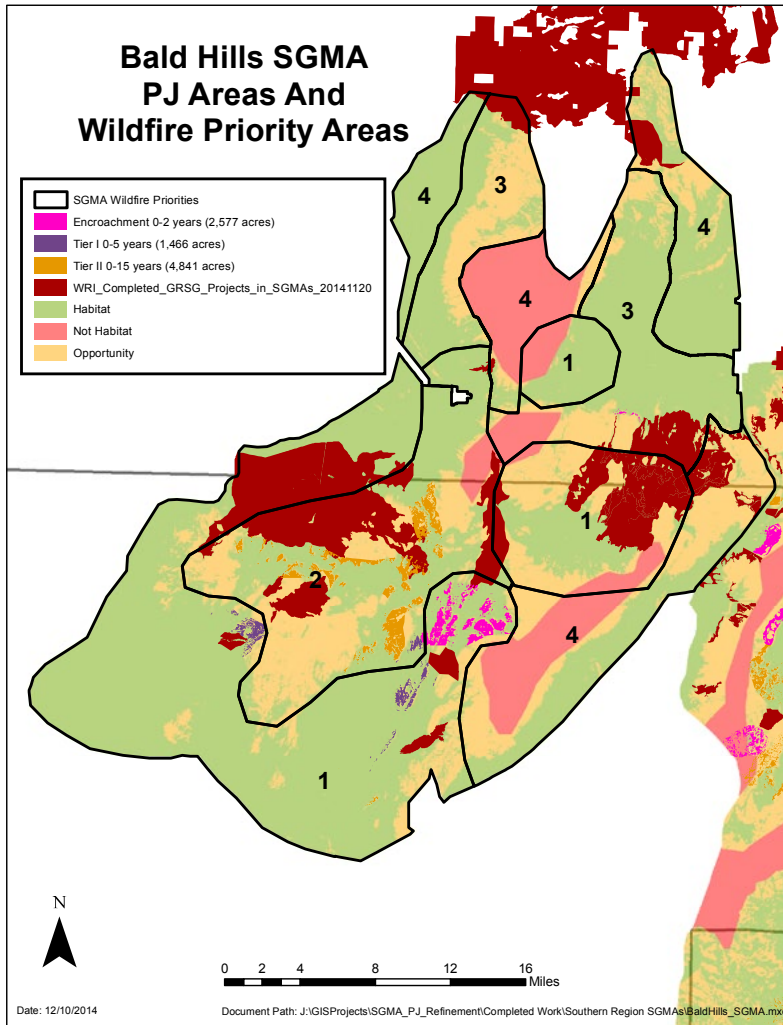 Bald Hills SGMA
PJ Areas And
Wildfire Priority Areas
SGMA Wildfire Priorities
Encroachment 0-2 years (2,577 acres)
Tier I 0-5 years (1,466 acres)
Tier II 0-15 years (4,841 acres)
WRI_Completed_GRSG_Projects_in_SGMAs_20141120
Habitat
Not Habitat
Opportunity
4
3
4
4
3
1
1
2
4
1
N
0 2 4 8 12 16
Miles
Date: 12/10/2014
Document Path: J:\GISProjects\SGMA_PJ_Refinement\Completed Work\Southern Region SGMAs\BaldHills_SGMA.m